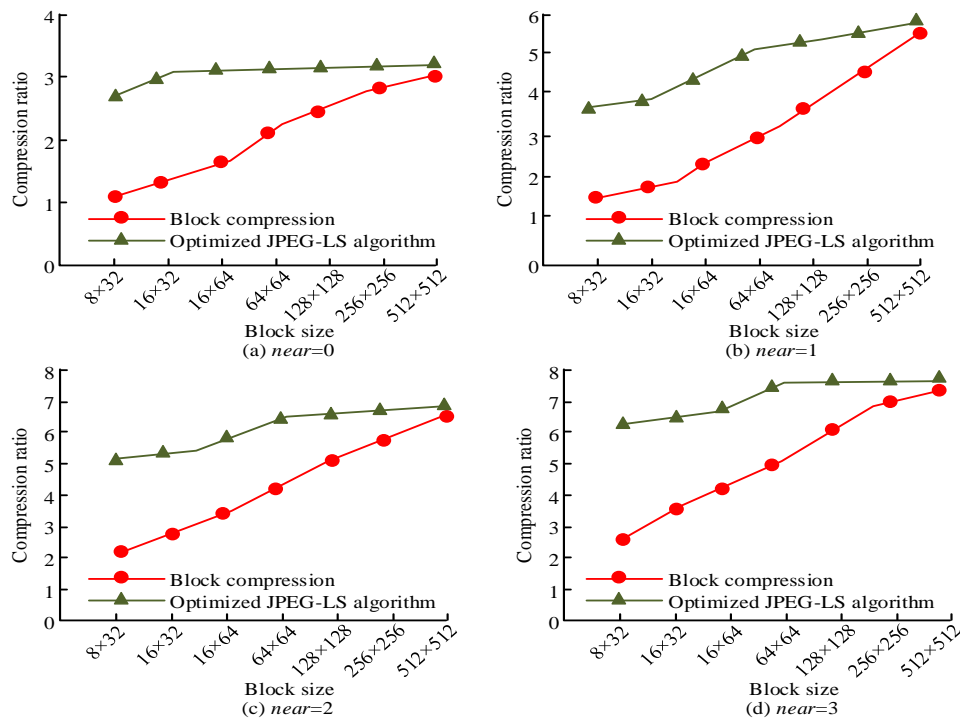 4
3
2
1
0
Compression ratio
Block compression
Optimized JPEG-LS algorithm
8×32
16×32
16×64
64×64
128×128
256×256
512×512
Block size
(a) near=0
6
5
4
3
2
1
0
Compression ratio
Block compression
Optimized JPEG-LS algorithm
8×32
16×32
16×64
64×64
128×128
256×256
512×512
Block size
(b) near=1
8
7
6
5
4
3
2
1
0
Compression ratio
Block compression
Optimized JPEG-LS algorithm
8×32
16×32
16×64
64×64
128×128
256×256
512×512
Block size
(c) near=2
8
7
6
5
4
3
2
1
0
Compression ratio
Block compression
Optimized JPEG-LS algorithm
8×32
16×32
16×64
64×64
128×128
256×256
512×512
Block size
(d) near=3